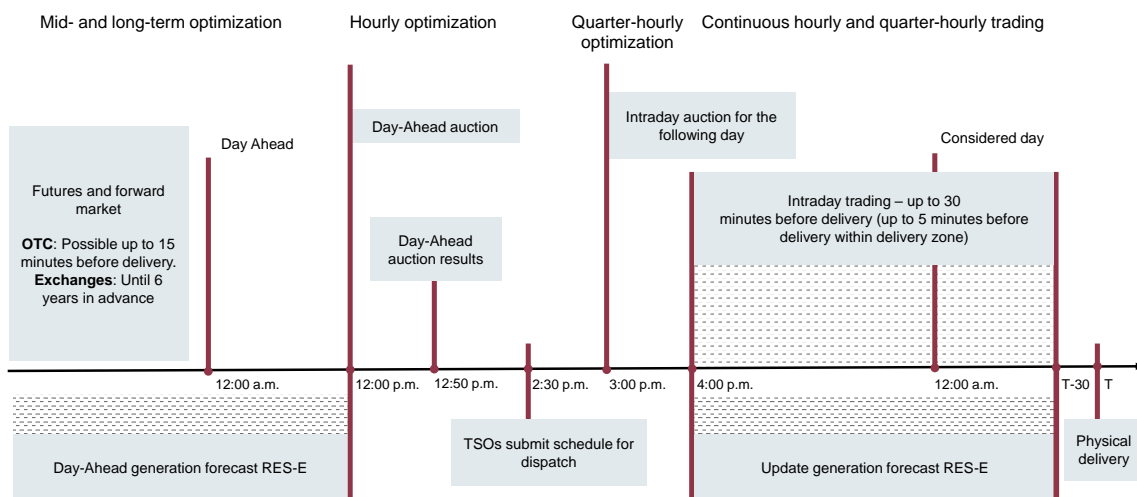 Mid- and long-term optimization
Hourly optimization
Quarter-hourly
optimization
Continuous hourly and quarter-hourly trading
Futures and forward
market
OTC: Possible up to 15
minutes before delivery.
Exchanges: Until 6
years in advance
Day Ahead
Day-Ahead auction
Day-Ahead
auction results
Intraday auction for the
following day
Considered day
Intraday trading – up to 30
minutes before delivery (up to 5 minutes before
delivery within delivery zone)
12:00 a.m.
12:00 p.m.
12:50 p.m.
2:30 p.m.
3:00 p.m.
4:00 p.m.
12:00 a.m.
T-30
T
Day-Ahead generation forecast RES-E
TSOs submit schedule for
dispatch
Update generation forecast RES-E
Physical
delivery